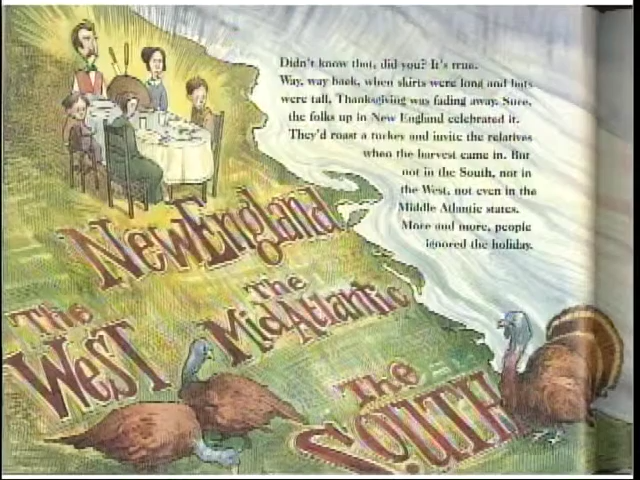 Didn't know that, did you? It's true.
Way, way back, when skirts were long and hats
were tall, Thanksgiving was fading away. Sure,
the folks up in New England celebrated it.
They'd roast a turkey and invite the relatives
when the harvest came in. But
not in the South, not in
the West, not even in the
Middle Atlantic states.
More and more, people
ignored the holiday.
New England
The
West
The
MidAtlantic
The
South